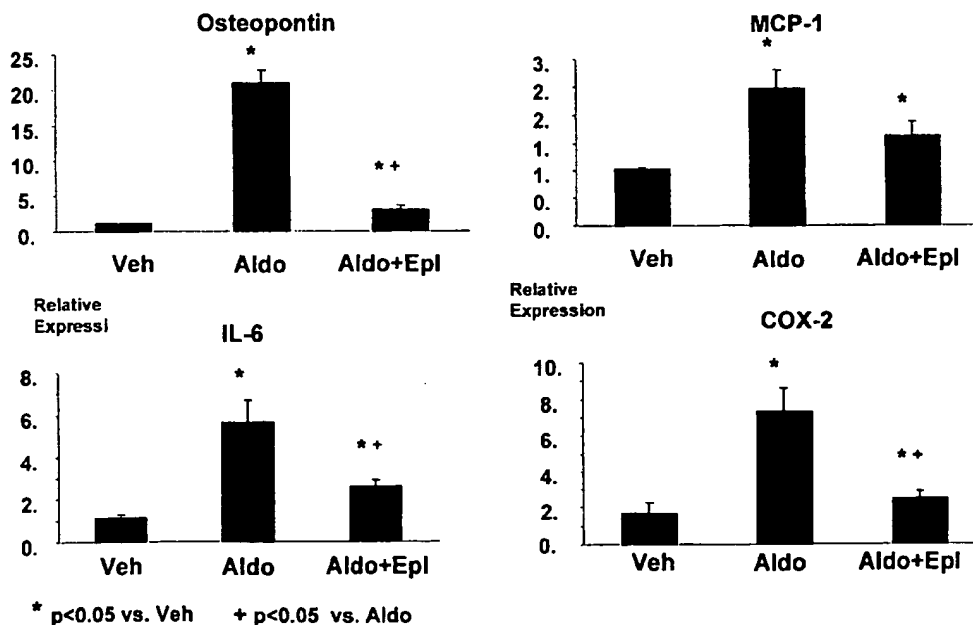 Osteopontin
25.
20.
15.
10.
5.
0.
*
* +
Veh Aldo Aldo+Epl
MCP-1
3.
2.
2.
1.
1.
0.
0.
*
*
Veh Aldo Aldo+Epl
Relative
Expressi
IL-6
8.
6.
4.
2.
0.
*
* +
Veh Aldo Aldo+Epl
Relative
Expression
COX-2
10.
8.
6.
4.
2.
0.
*
* +
Veh Aldo Aldo+Epl
* p<0.05 vs. Veh + p<0.05 vs. Aldo